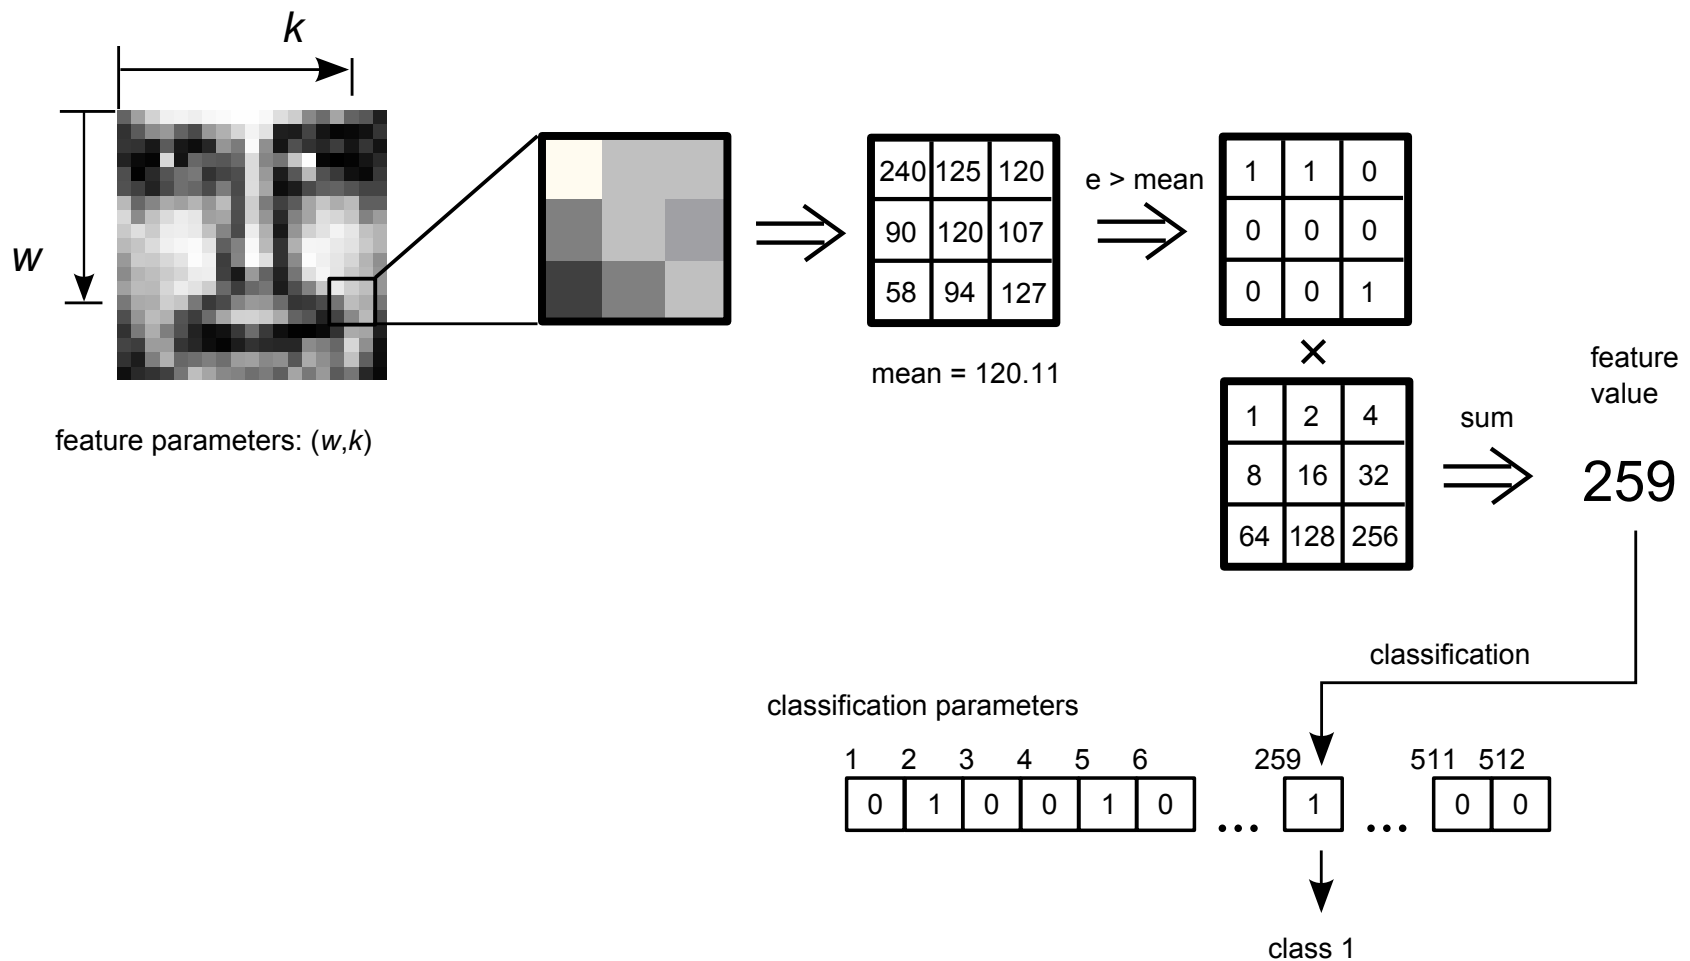 k
w
feature parameters: (w,k)
240 125 120
90 120 107
58 94 127
mean = 120.11
e > mean
1 1 0
0 0 0
0 0 1
×
1 2 4
8 16 32
64 128 256
sum
feature
value
259
classification
classification parameters
1 2 3 4 5 6 259 511 512
0 1 0 0 1 0 ... 1 ... 0 0
class 1